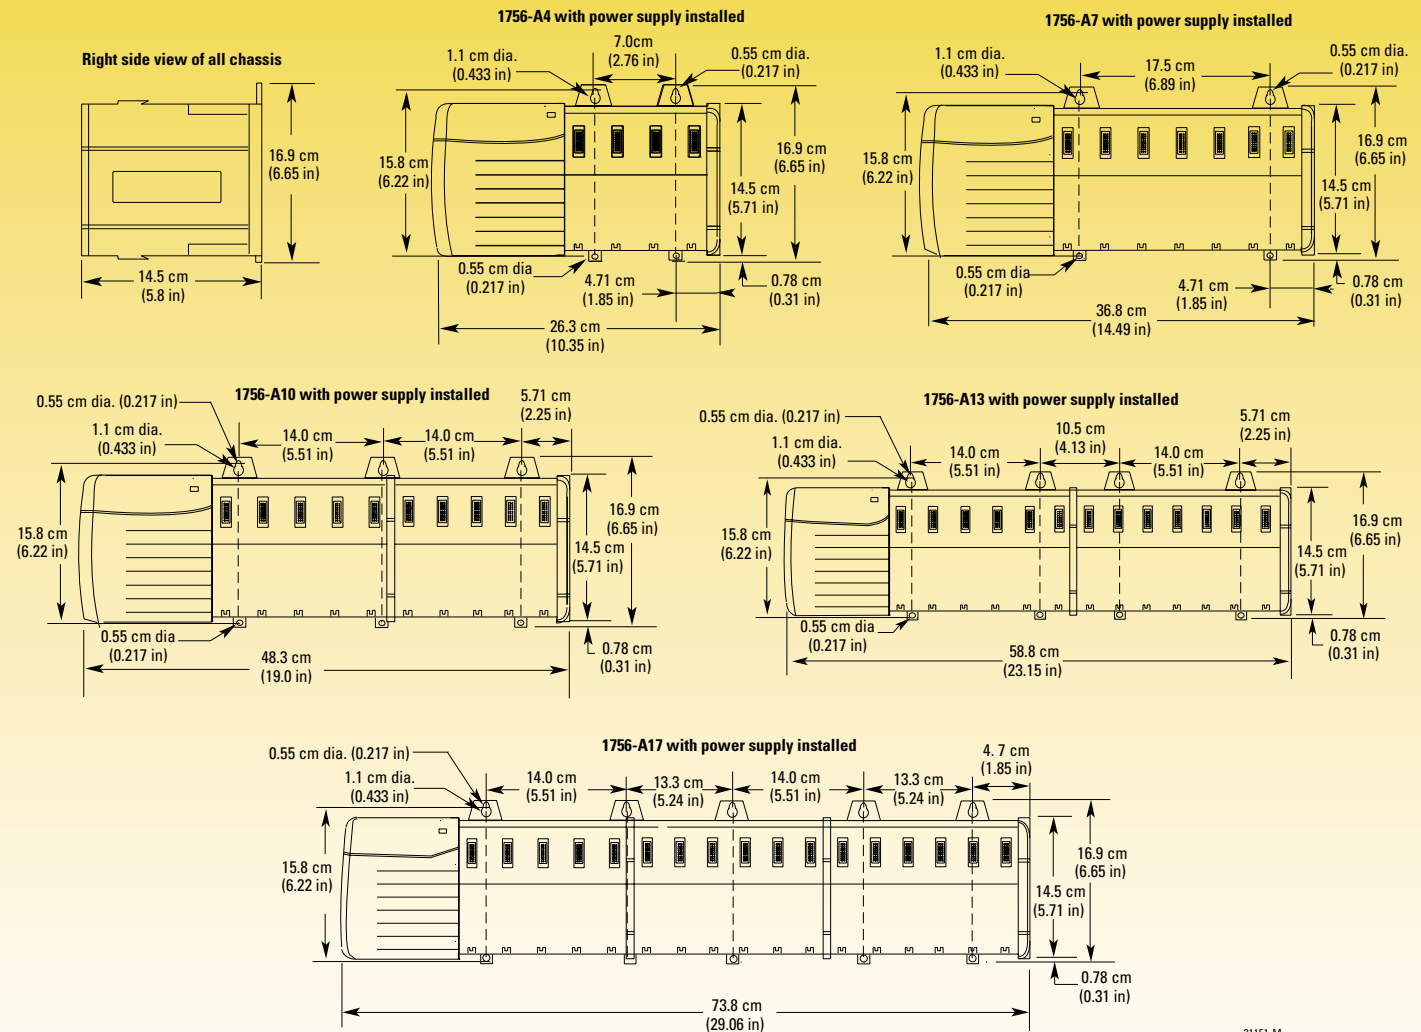 Right side view of all chassis
16.9 cm
(6.65 in)
14.5 cm
(5.8 in)
1756-A4 with power supply installed
1.1 cm dia.
(0.433 in)
7.0cm
(2.76 in)
0.55 cm dia.
(0.217 in)
15.8 cm
(6.22 in)
16.9 cm
(6.65 in)
14.5 cm
(5.71 in)
0.55 cm dia
(0.217 in)
4.71 cm
(1.85 in)
0.78 cm
(0.31 in)
26.3 cm
(10.35 in)
1756-A7 with power supply installed
1.1 cm dia.
(0.433 in)
17.5 cm
(6.89 in)
0.55 cm dia.
(0.217 in)
15.8 cm
(6.22 in)
16.9 cm
(6.65 in)
14.5 cm
(5.71 in)
0.55 cm dia
(0.217 in)
4.71 cm
(1.85 in)
0.78 cm
(0.31 in)
36.8 cm
(14.49 in)
1756-A10 with power supply installed
0.55 cm dia. (0.217 in)
1.1 cm dia.
(0.433 in)
14.0 cm
(5.51 in)
14.0 cm
(5.51 in)
5.71 cm
(2.25 in)
15.8 cm
(6.22 in)
16.9 cm
(6.65 in)
14.5 cm
(5.71 in)
0.55 cm dia
(0.217 in)
0.78 cm
(0.31 in)
48.3 cm
(19.0 in)
1756-A13 with power supply installed
0.55 cm dia. (0.217 in)
1.1 cm dia.
(0.433 in)
14.0 cm
(5.51 in)
10.5 cm
(4.13 in)
14.0 cm
(5.51 in)
5.71 cm
(2.25 in)
15.8 cm
(6.22 in)
16.9 cm
(6.65 in)
14.5 cm
(5.71 in)
0.55 cm dia
(0.217 in)
0.78 cm
(0.31 in)
58.8 cm
(23.15 in)
1756-A17 with power supply installed
0.55 cm dia. (0.217 in)
1.1 cm dia.
(0.433 in)
14.0 cm
(5.51 in)
13.3 cm
(5.24 in)
14.0 cm
(5.51 in)
13.3 cm
(5.24 in)
4. 7 cm
(1.85 in)
15.8 cm
(6.22 in)
16.9 cm
(6.65 in)
14.5 cm
(5.71 in)
0.78 cm
(0.31 in)
73.8 cm
(29.06 in)